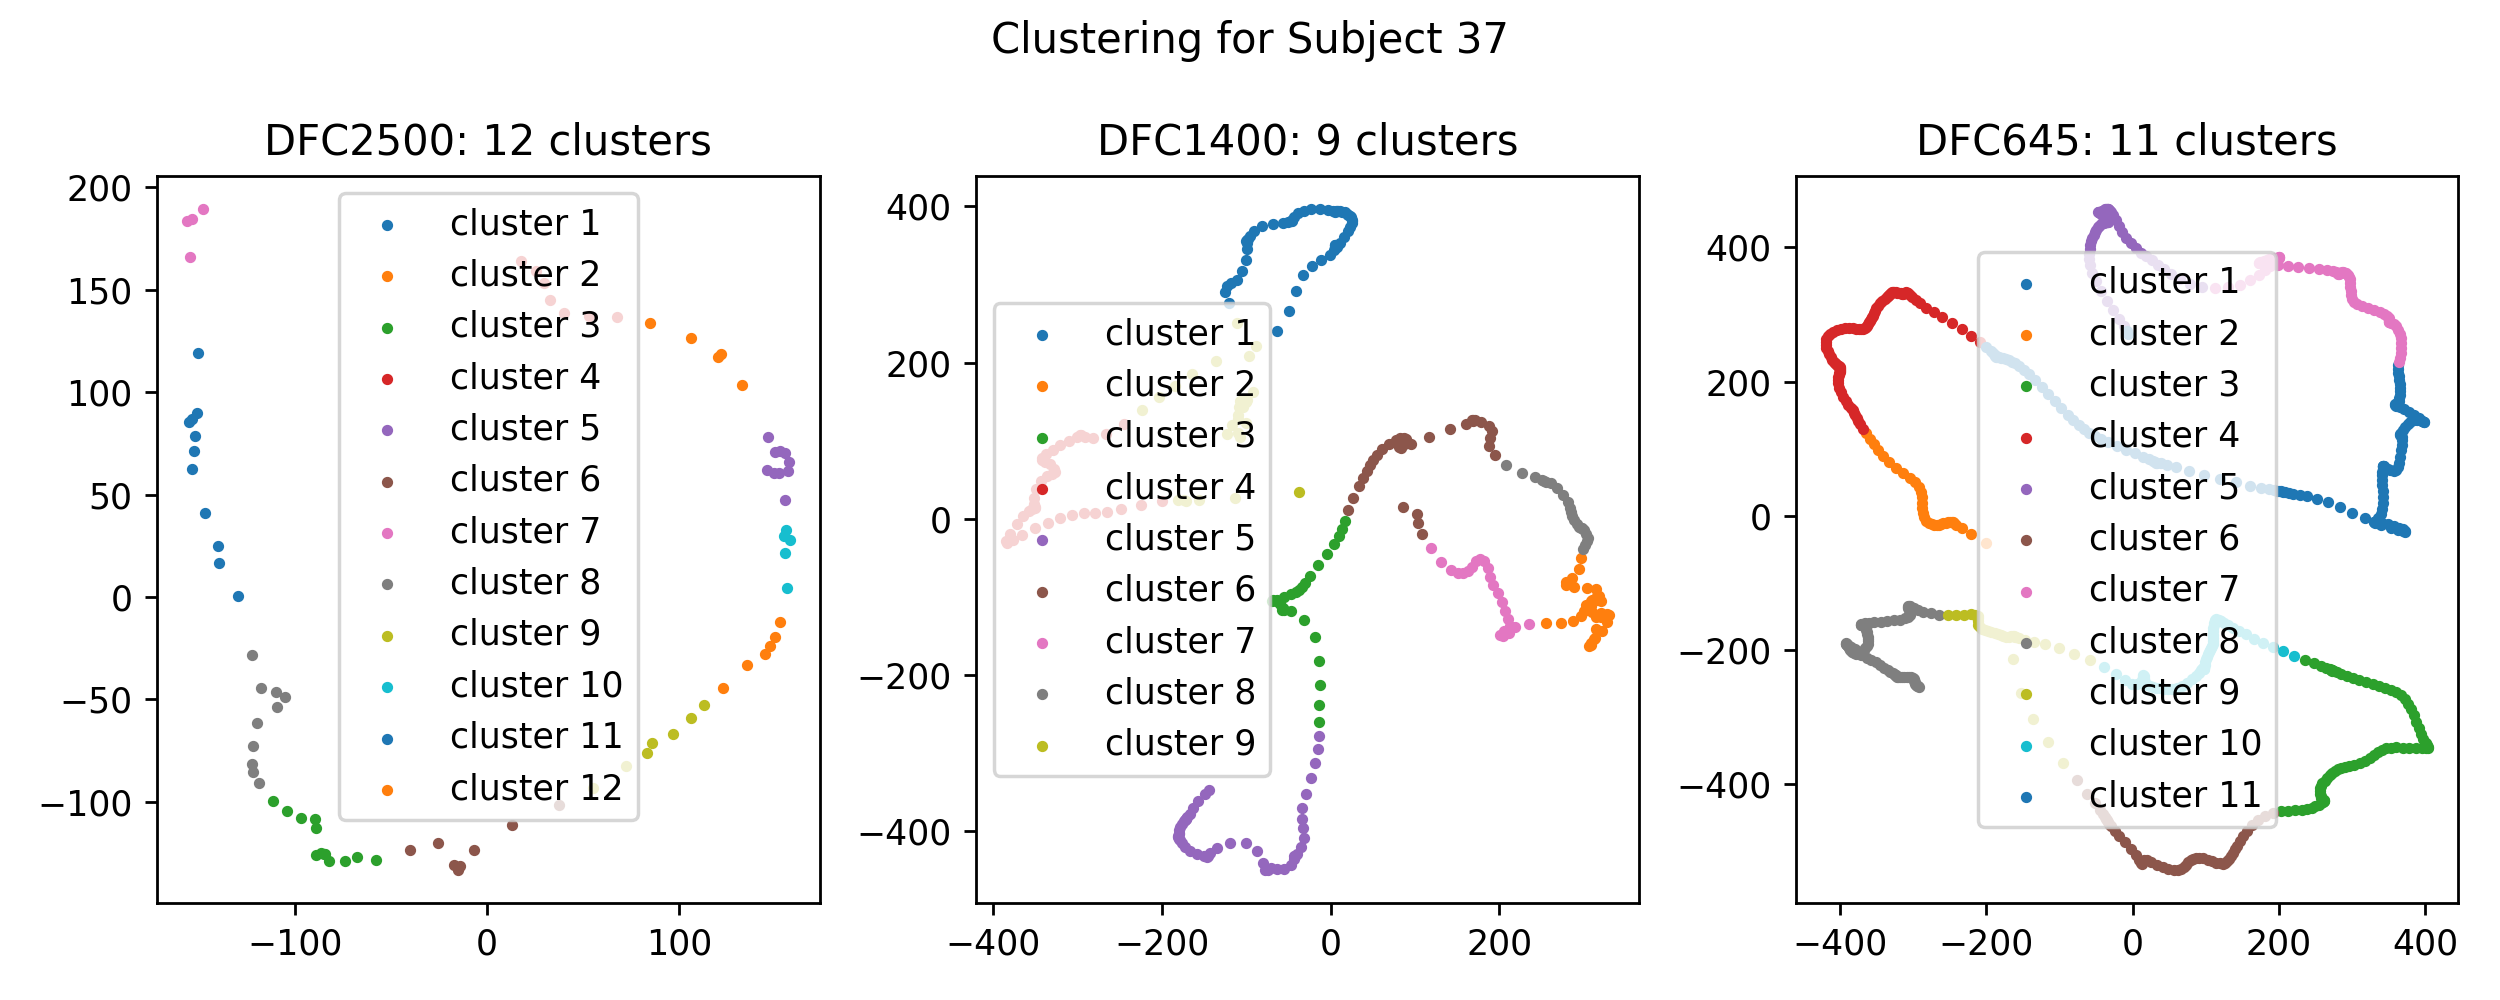 Clustering for Subject 37
DFC2500: 12 clusters
200
150
100
50
0
−50
−100
−100 0 100
cluster 1
cluster 2
cluster 3
cluster 4
cluster 5
cluster 6
cluster 7
cluster 8
cluster 9
cluster 10
cluster 11
cluster 12
DFC1400: 9 clusters
400
200
0
−200
−400
−400 −200 0 200
cluster 1
cluster 2
cluster 3
cluster 4
cluster 5
cluster 6
cluster 7
cluster 8
cluster 9
DFC645: 11 clusters
400
200
0
−200
−400
−400 −200 0 200 400
cluster 1
cluster 2
cluster 3
cluster 4
cluster 5
cluster 6
cluster 7
cluster 8
cluster 9
cluster 10
cluster 11